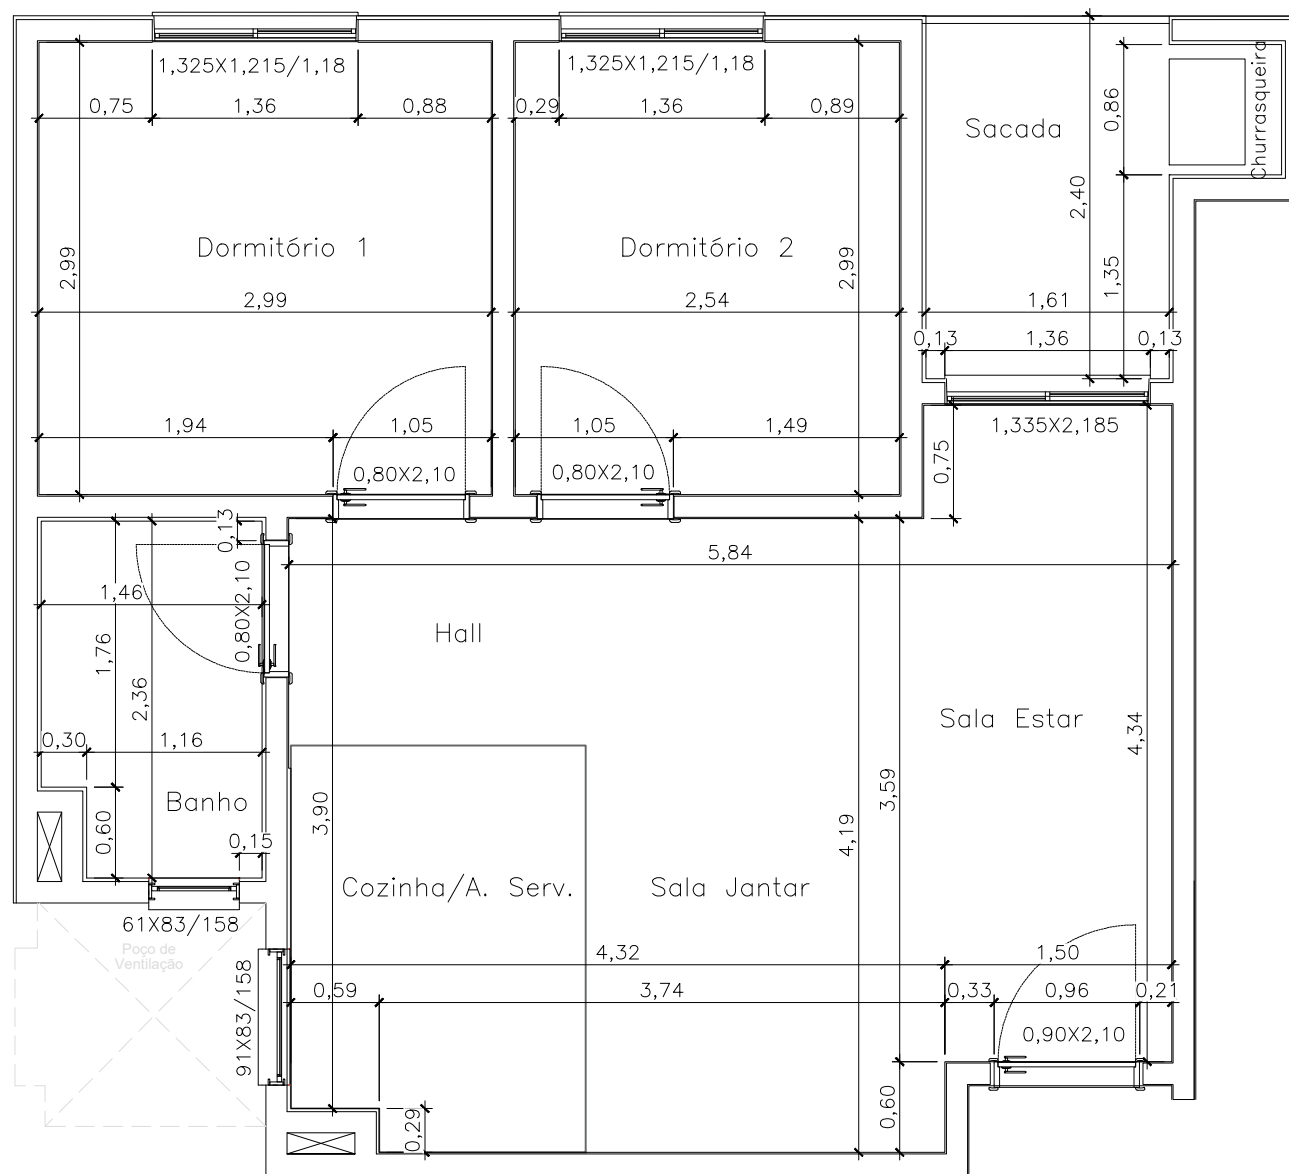 1,325X1,215/1,18
1,325X1,215/1,18
0,75
1,36
0,88
0,29
1,36
0,89
0,86
Churrasqueira
Sacada
2,40
Dormitório 1
Dormitório 2
2,99
2,99
1,35
2,99
2,54
1,61
0,13
1,36
0,13
1,94
1,05
1,05
1,49
1,335X2,185
0,80X2,10
0,80X2,10
0,75
0,13
5,84
1,46
0,80X2,10
Hall
1,76
2,36
Sala Estar
4,34
0,30
1,16
3,59
Banho
3,90
4,19
0,60
0,15
Cozinha/A. Serv.
Sala Jantar
61X83/158
Poço de
Ventilação
4,32
1,50
91X83/158
0,59
3,74
0,33
0,96
0,21
0,90X2,10
0,29
0,60